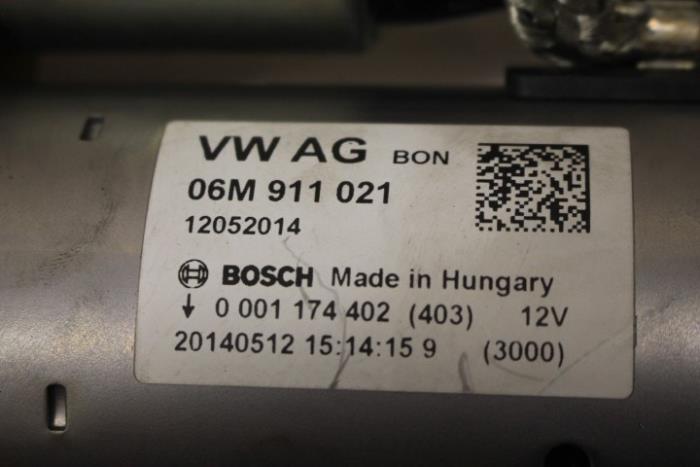 VW AG BON
06M 911 021
12052014
BOSCH Made in Hungary
↓ 0 001 174 402 (403) 12V
20140512 15:14:15 9 (3000)